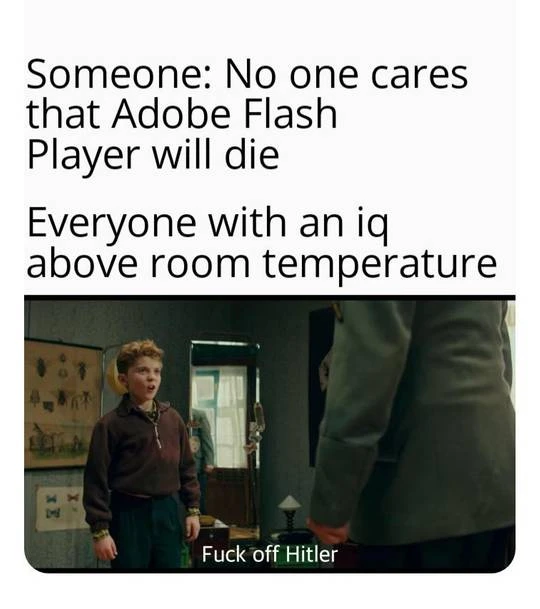 Someone: No one cares
that Adobe Flash
Player will die
Everyone with an iq
above room temperature
Fuck off Hitler